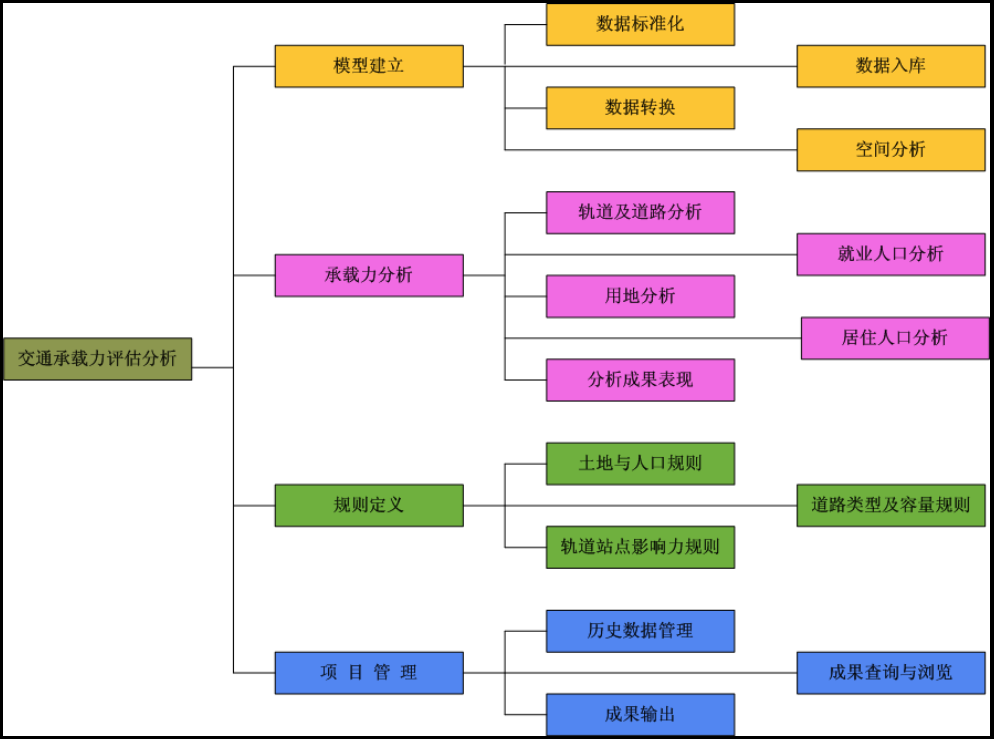 数据标准化
模型建立
数据入库
数据转换
空间分析
轨道及道路分析
就业人口分析
承载力分析
用地分析
居住人口分析
交通承载力评估分析
分析成果表现
土地与人口规则
规则定义
道路类型及容量规则
轨道站点影响力规则
历史数据管理
项 目 管 理
成果查询与浏览
成果输出